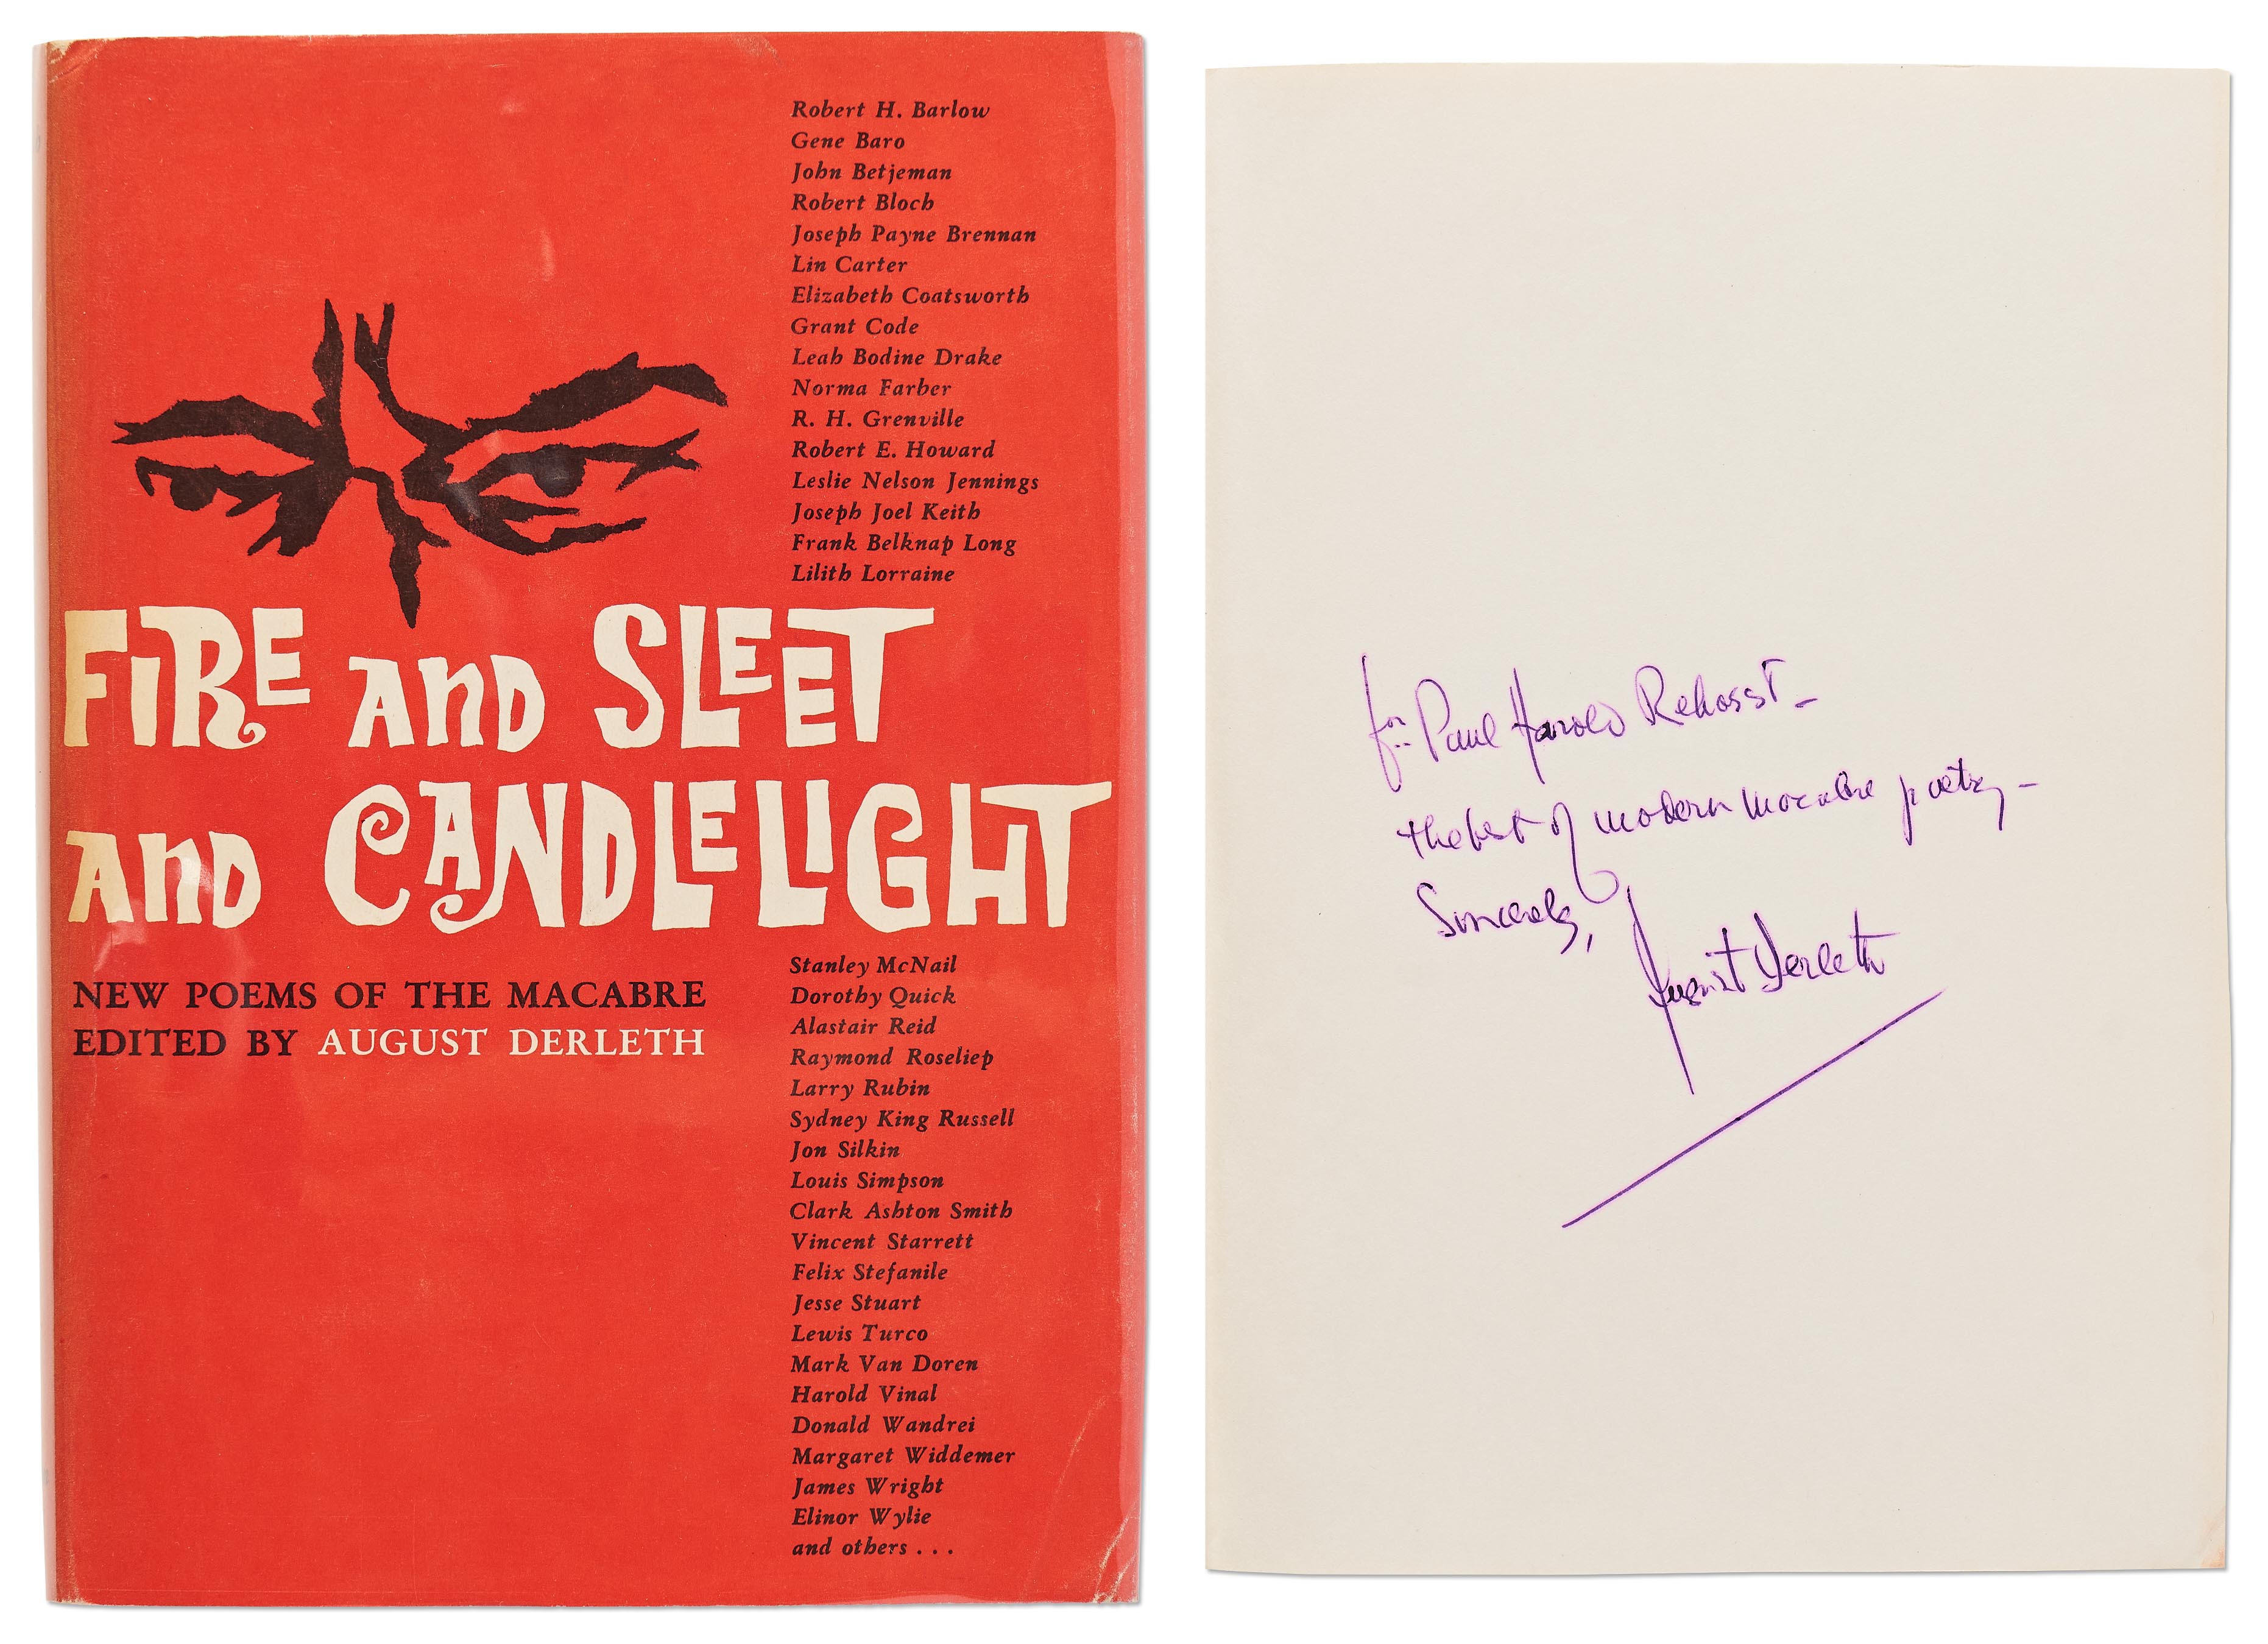 Robert H. Barlow
Gene Baro
John Betjeman
Robert Bloch
Joseph Payne Brennan
Lin Carter
Elizabeth Coatsworth
Grant Code
Leah Bodine Drake
Norma Farber
R. H. Grenville
Robert E. Howard
Leslie Nelson Jennings
Joseph Joel Keith
Frank Belknap Long
Lilith Lorraine
FIRE AND SLEET
AND CANDLELIGHT
NEW POEMS OF THE MACABRE
EDITED BY AUGUST DERLETH
Stanley McNail
Dorothy Quick
Alastair Reid
Raymond Roseliep
Larry Rubin
Sydney King Russell
Jon Silkin
Louis Simpson
Clark Ashton Smith
Vincent Starrett
Felix Stefanile
Jesse Stuart
Lewis Turco
Mark Van Doren
Harold Vinal
Donald Wandrei
Margaret Widdemer
James Wright
Elinor Wylie
and others . . .
for Paul Harold
the best of modern macabre poetry –
Sincerely,
August Derleth